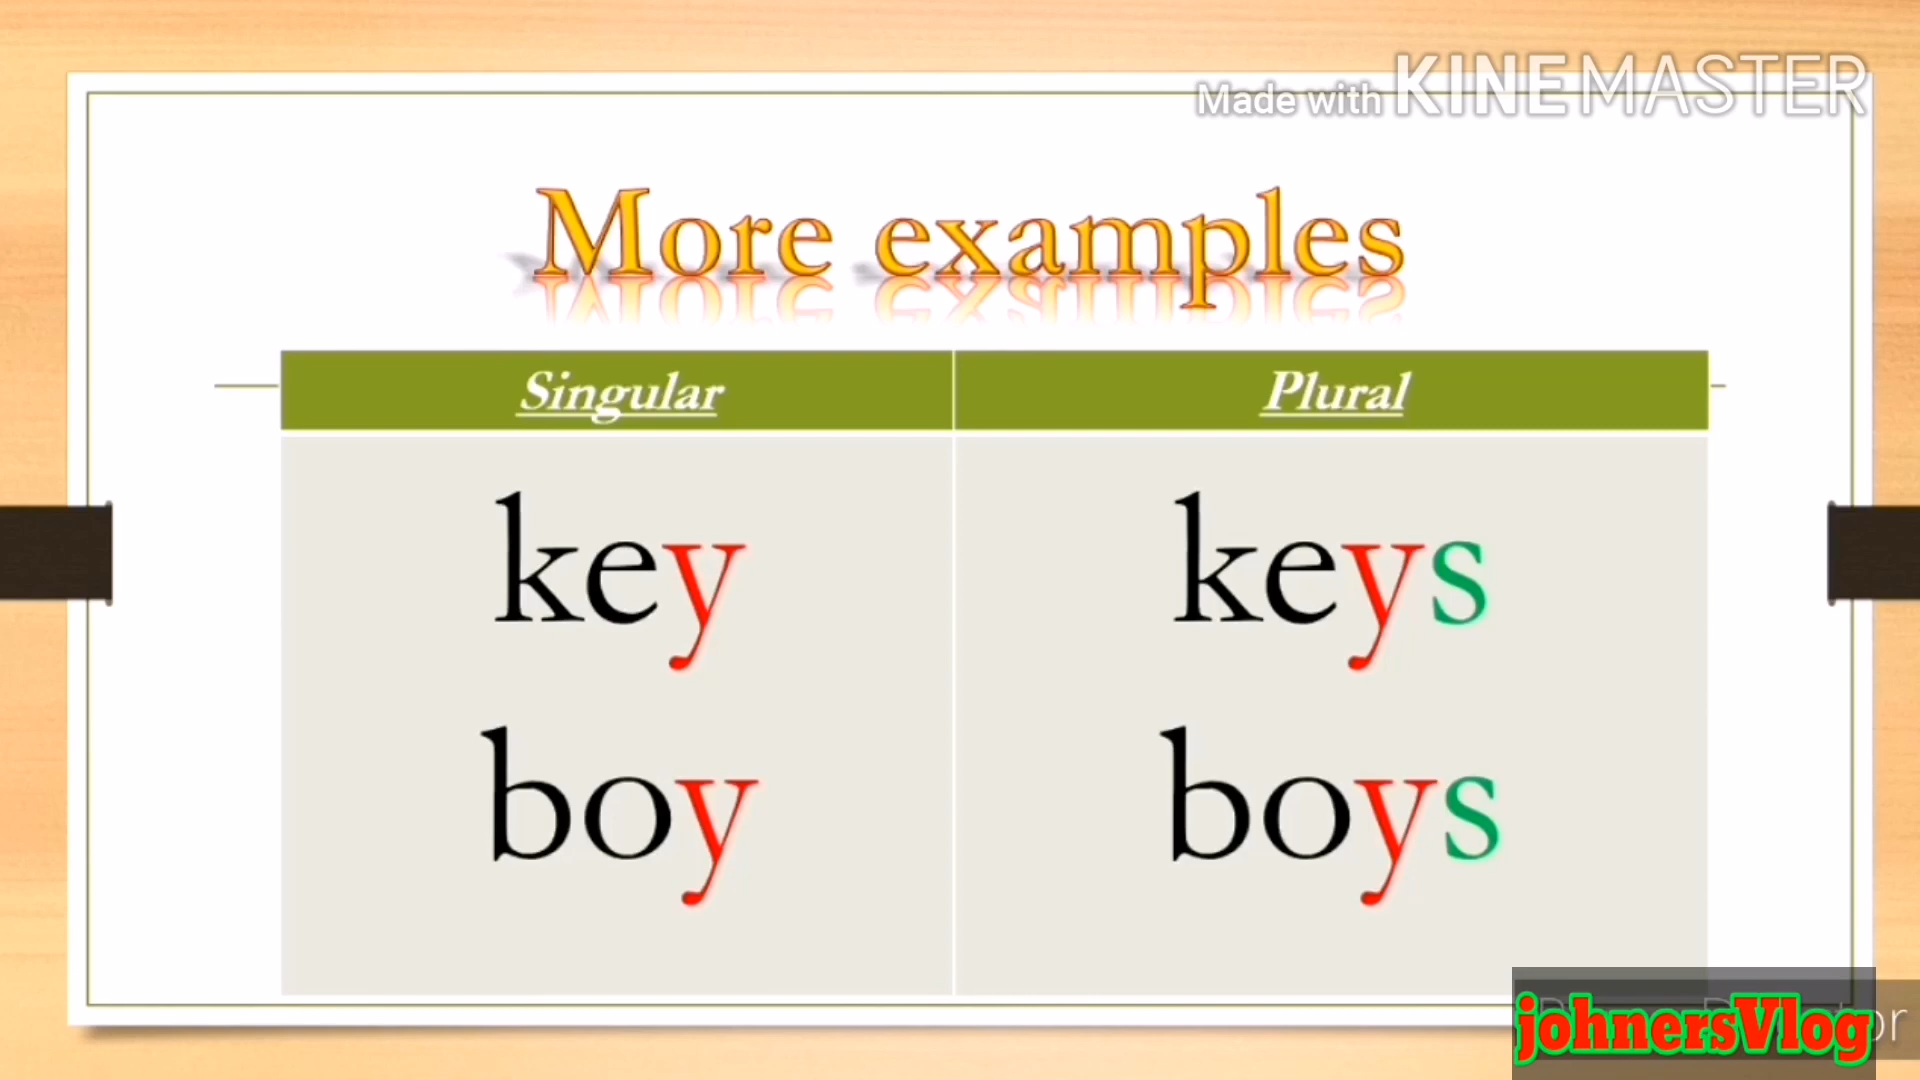 Made with KINEMASTER
More examples
Singular Plural
key keys
boy boys
johnersVlog